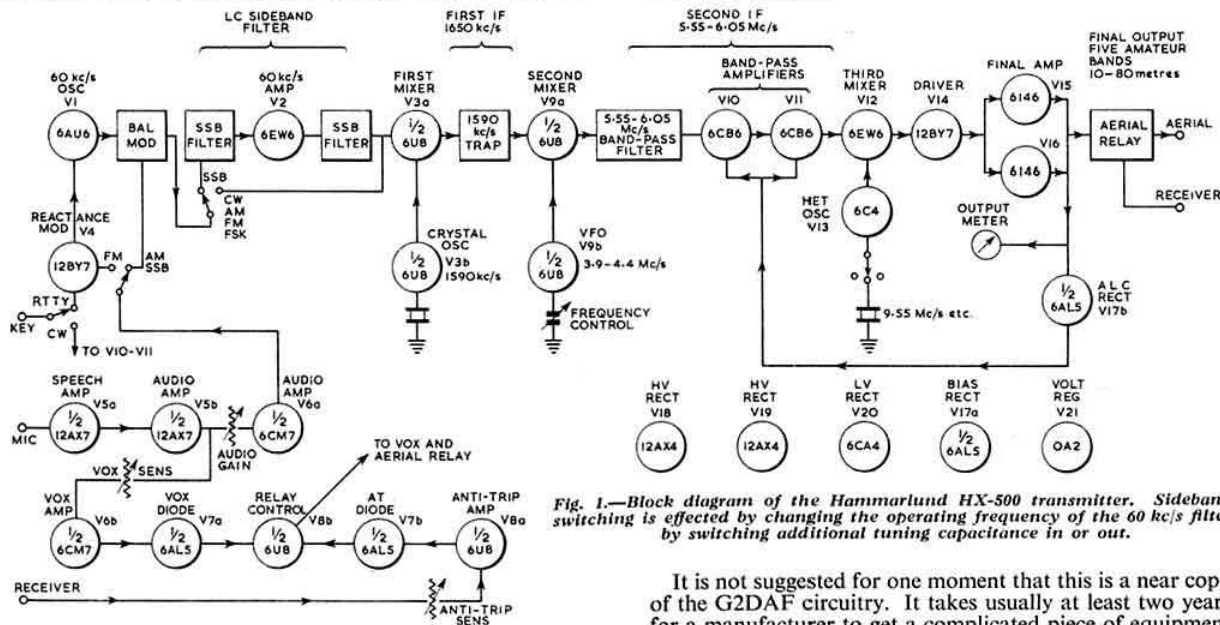 LC SIDEBAND
FILTER
FIRST IF
1650 kc/s
SECOND IF
5·55–6·05 Mc/s
60 kc/s
OSC
V1
6AU6
BAL
MOD
SSB
FILTER
60 kc/s
AMP
V2
6EW6
SSB
FILTER
FIRST
MIXER
V3a
½
6U8
1590
kc/s
TRAP
SECOND
MIXER
V9a
½
6U8
5·55–6·05
Mc/s
BAND-PASS
FILTER
BAND-PASS
AMPLIFIERS
V10
V11
6CB6
6CB6
THIRD
MIXER
V12
6EW6
DRIVER
V14
12BY7
FINAL AMP
V15
6146
V16
6146
FINAL OUTPUT
FIVE AMATEUR
BANDS
10–80metres
AERIAL
RELAY
AERIAL
RECEIVER
SSB
CW
AM
FM
FSK
REACTANCE
MOD
V4
12BY7
FM
AM
SSB
RTTY
KEY
CW
TO V10-V11
CRYSTAL
OSC
V3b
1590kc/s
½
6U8
VFO
V9b
3·9–4·4 Mc/s
½
6U8
FREQUENCY
CONTROL
HET
OSC
V13
6C4
9·55 Mc/s etc.
OUTPUT
METER
½
6AL5
ALC
RECT
V17b
SPEECH
AMP
V5a
MIC
½
12AX7
AUDIO
AMP
V5b
½
12AX7
AUDIO
GAIN
AUDIO
AMP
V6a
½
6CM7
VOX SENS
TO VOX AND
AERIAL RELAY
VOX
AMP
V6b
½
6CM7
VOX
DIODE
V7a
½
6AL5
RELAY
CONTROL
V8b
½
6U8
AT
DIODE
V7b
½
6AL5
ANTI-TRIP
AMP
V8a
½
6U8
RECEIVER
ANTI-TRIP
SENS
HV
RECT
V18
12AX4
HV
RECT
V19
12AX4
LV
RECT
V20
6CA4
BIAS
RECT
V17a
½
6AL5
VOLT
REG
V21
OA2
Fig. 1.—Block diagram of the Hammarlund HX-500 transmitter. Sideban
switching is effected by changing the operating frequency of the 60 kc/s filte
by switching additional tuning capacitance in or out.
It is not suggested for one moment that this is a near cop
of the G2DAF circuitry. It takes usually at least two year
for a manufacturer to get a complicated piece of equipmen